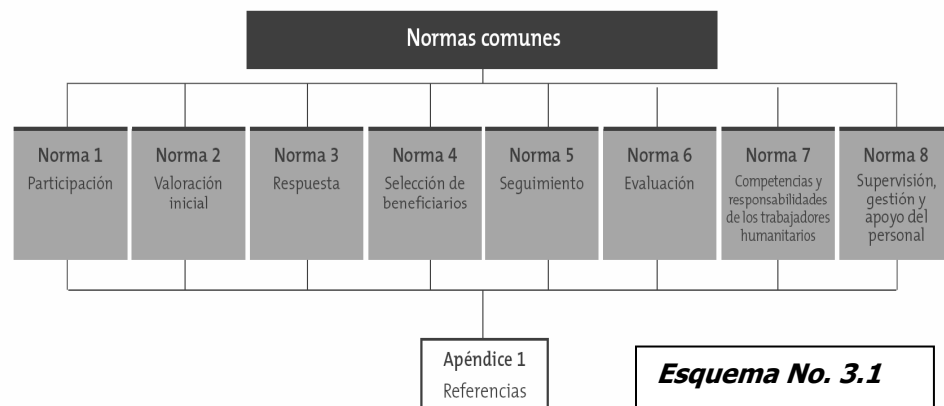 Normas comunes
Norma 1
Participación
Norma 2
Valoración
inicial
Norma 3
Respuesta
Norma 4
Selección de
beneficiarios
Norma 5
Seguimiento
Norma 6
Evaluación
Norma 7
Competencias y
responsabilidades
de los trabajadores
humanitarios
Norma 8
Supervisión,
gestión y
apoyo del
personal
Apéndice 1
Referencias
Esquema No. 3.1